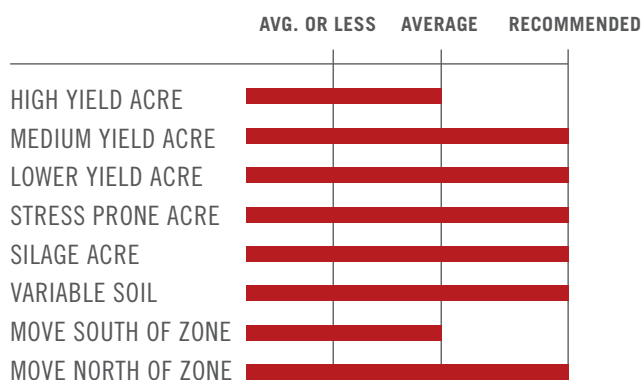 AVG. OR LESS AVERAGE RECOMMENDED
HIGH YIELD ACRE
MEDIUM YIELD ACRE
LOWER YIELD ACRE
STRESS PRONE ACRE
SILAGE ACRE
VARIABLE SOIL
MOVE SOUTH OF ZONE
MOVE NORTH OF ZONE